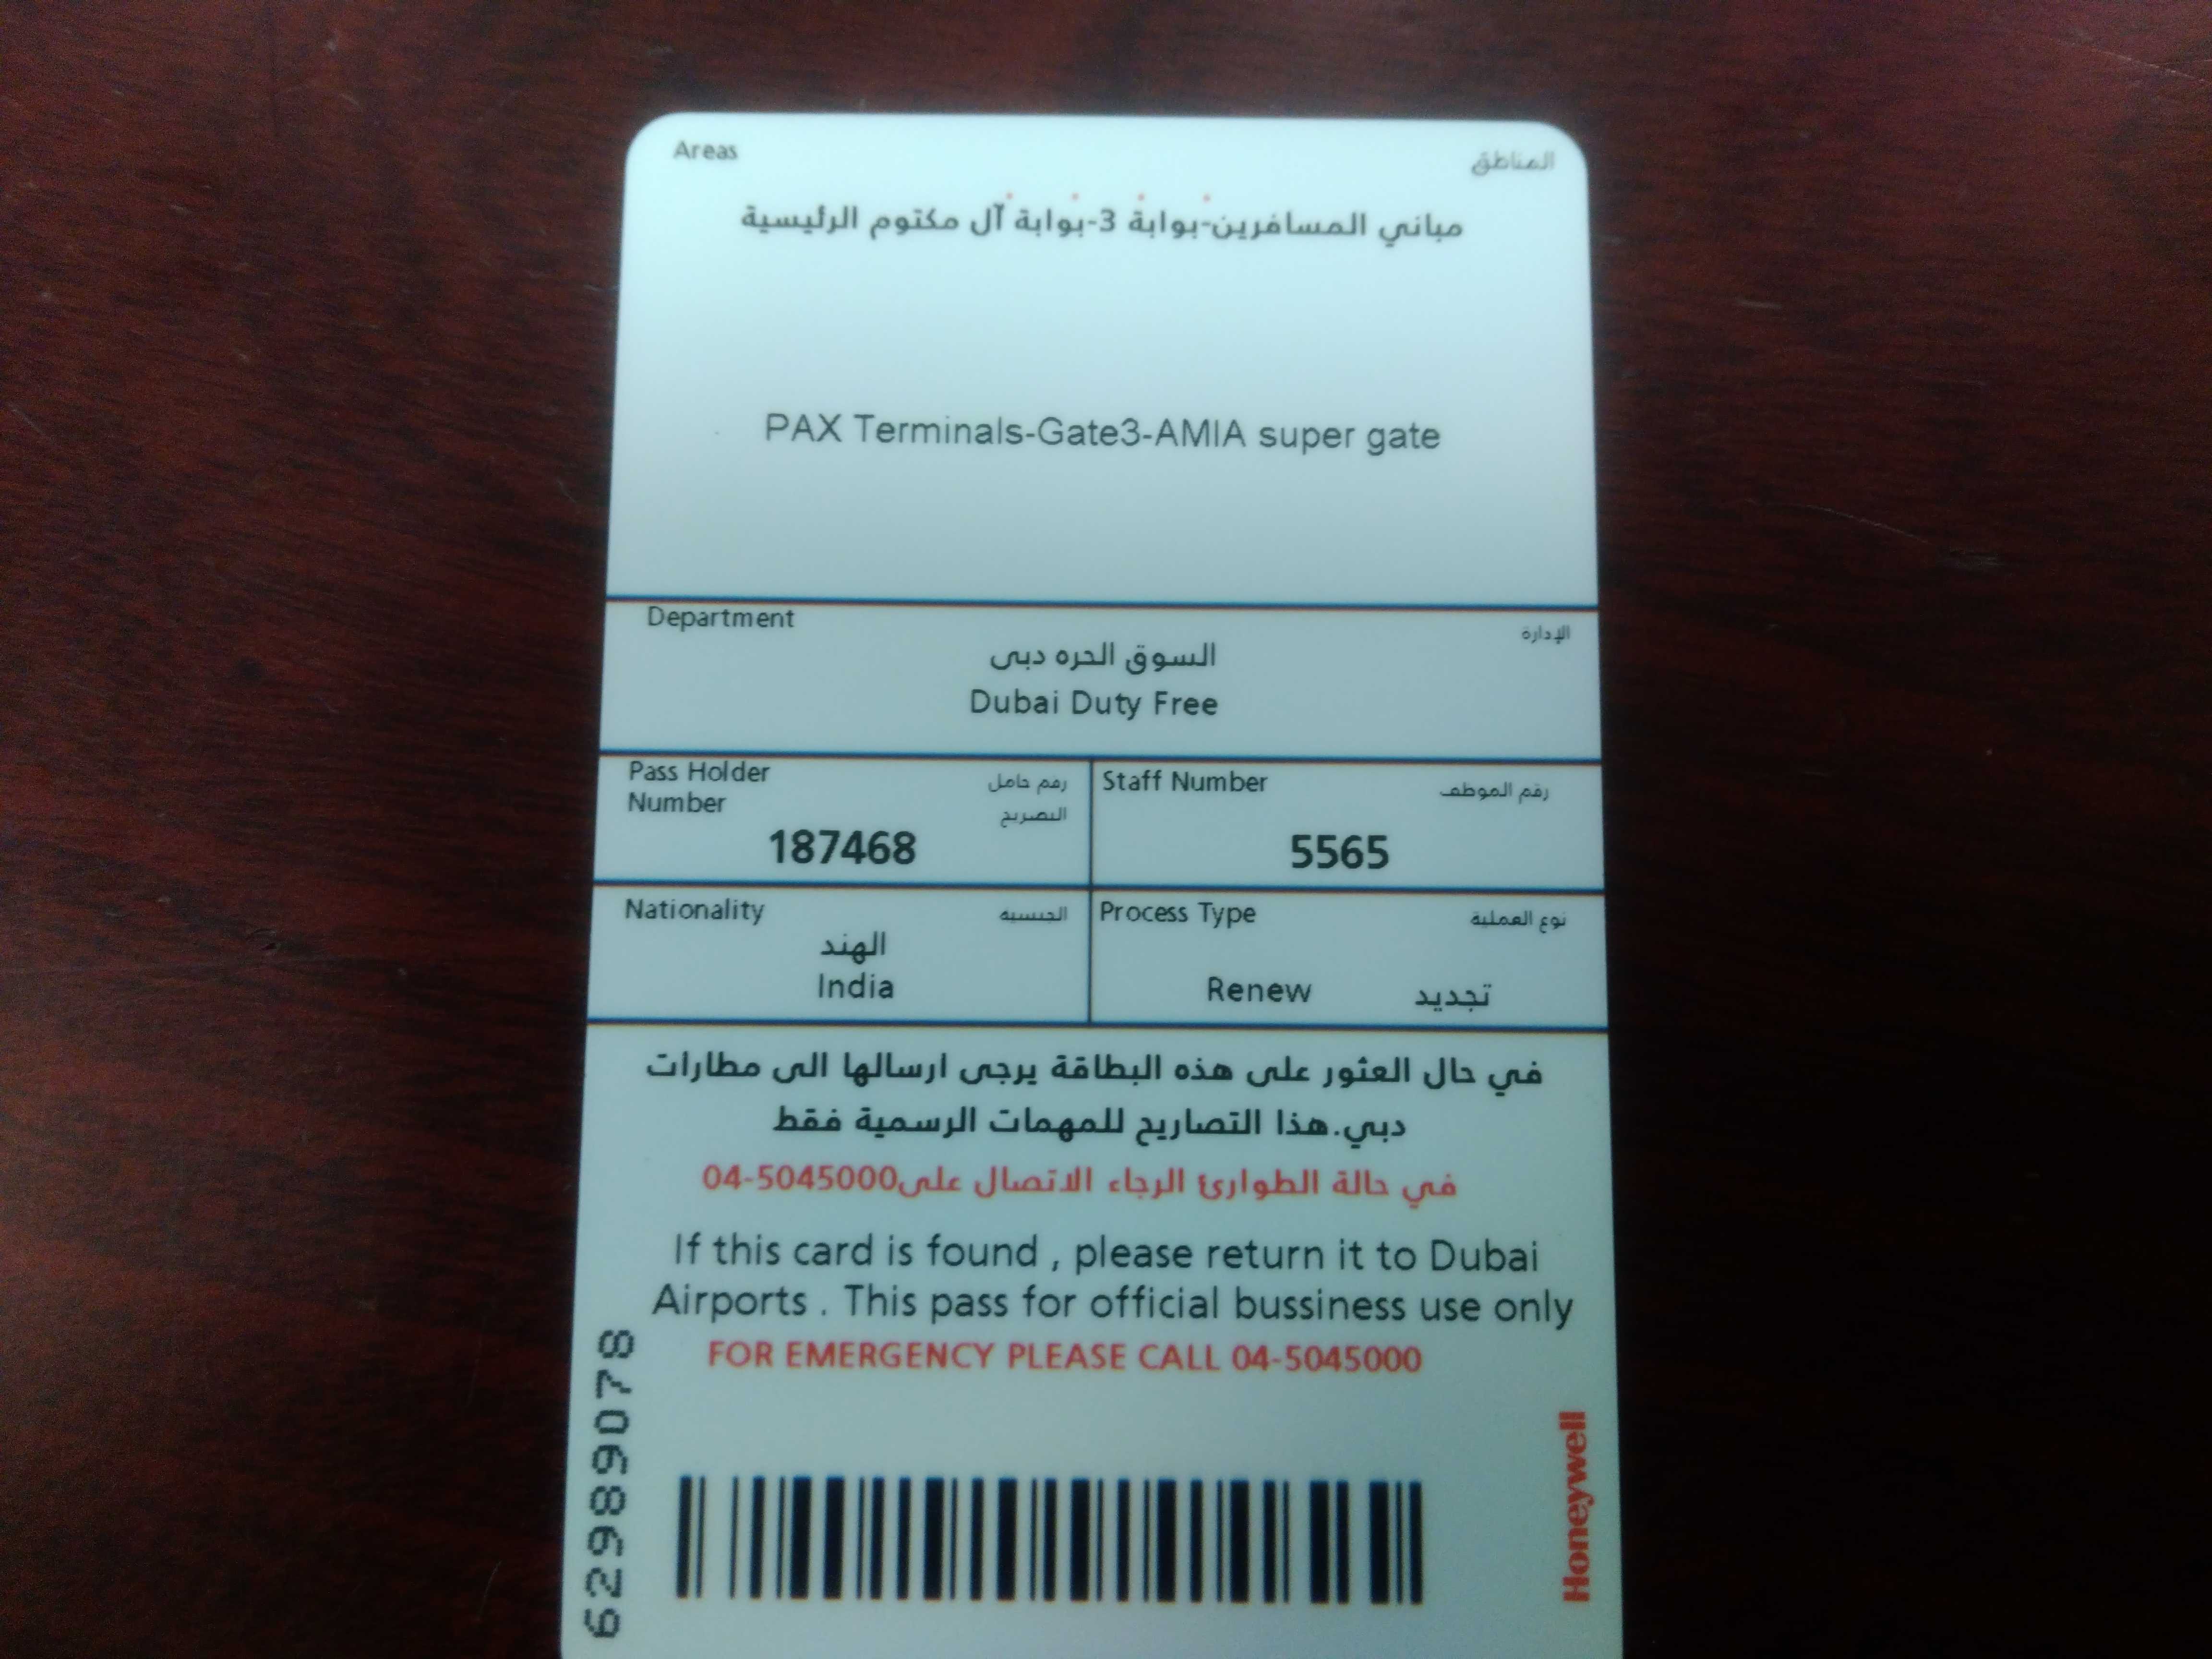 Areas المناطق
مباني المسافرين-بوابة 3-بوابة آل مكتوم الرئيسية
PAX Terminals-Gate3-AMIA super gate
Department الإدارة
السوق الحره دبى
Dubai Duty Free
Pass Holder رقم حامل
Number التصريح
187468
Staff Number رقم الموظف
5565
Nationality الجنسية
الهند
India
Process Type نوع العملية
Renew تجديد
في حال العثور على هذه البطاقة يرجى ارسالها الى مطارات
دبي.هذا التصاريح للمهمات الرسمية فقط
في حالة الطوارئ الرجاء الاتصال على04-5045000
If this card is found , please return it to Dubai
Airports . This pass for official bussiness use only
FOR EMERGENCY PLEASE CALL 04-5045000
62989078
Honeywell